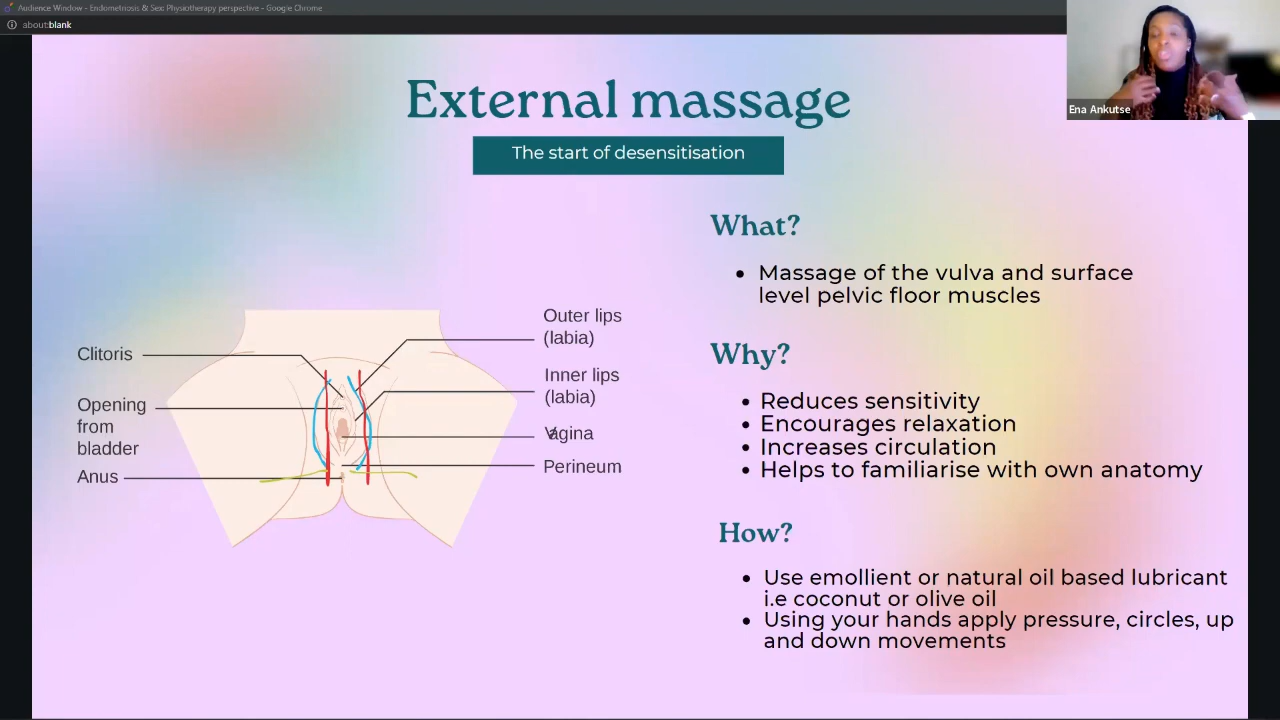 Audience Window - Endometriosis & Sex: Physiotherapy perspective - Google Chrome
about:blank
Ena Ankutse
External massage
The start of desensitisation
Clitoris
Opening
from
bladder
Anus
Outer lips
(labia)
Inner lips
(labia)
Vagina
Perineum
What?
• Massage of the vulva and surface
level pelvic floor muscles
Why?
• Reduces sensitivity
• Encourages relaxation
• Increases circulation
• Helps to familiarise with own anatomy
How?
• Use emollient or natural oil based lubricant
i.e coconut or olive oil
• Using your hands apply pressure, circles, up
and down movements